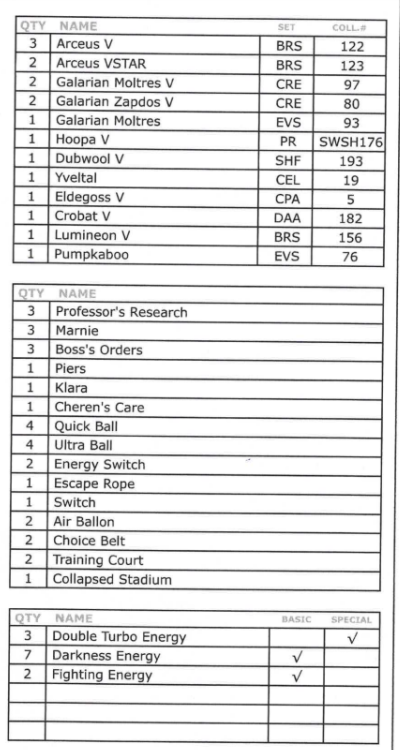 QTY NAME SET COLL.#
3 Arceus V BRS 122
2 Arceus VSTAR BRS 123
2 Galarian Moltres V CRE 97
2 Galarian Zapdos V CRE 80
1 Galarian Moltres EVS 93
1 Hoopa V PR SWSH176
1 Dubwool V SHF 193
1 Yveltal CEL 19
1 Eldegoss V CPA 5
1 Crobat V DAA 182
1 Lumineon V BRS 156
1 Pumpkaboo EVS 76
QTY NAME
3 Professor's Research
3 Marnie
3 Boss's Orders
1 Piers
1 Klara
1 Cheren's Care
4 Quick Ball
4 Ultra Ball
2 Energy Switch
1 Escape Rope
1 Switch
2 Air Ballon
2 Choice Belt
2 Training Court
1 Collapsed Stadium
QTY NAME BASIC SPECIAL
3 Double Turbo Energy √
7 Darkness Energy √
2 Fighting Energy √